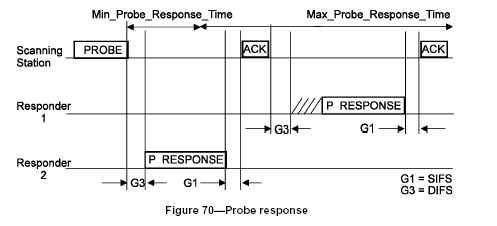 Min_Probe_Response_Time Max_Probe_Response_Time
Scanning PROBE ACK ACK
Station
Responder P RESPONSE
1 G3 G1
Responder P RESPONSE
2 G3 G1
G1 = SIFS
G3 = DIFS
Figure 70—Probe response